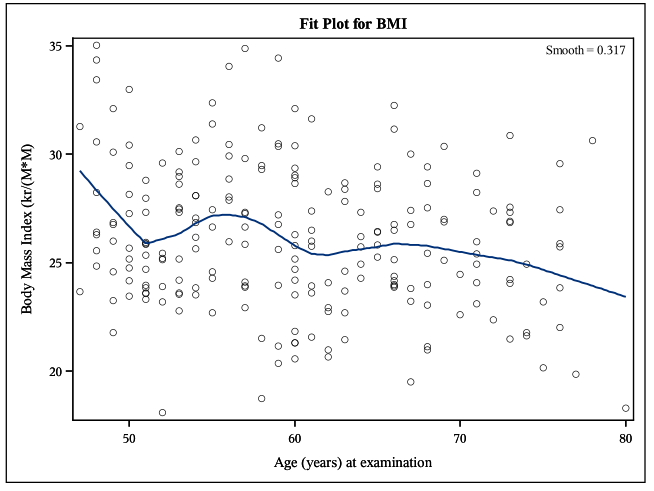 Fit Plot for BMI
Smooth = 0.317
35
30
25
20
Body Mass Index (kr/(M*M)
50
60
70
80
Age (years) at examination